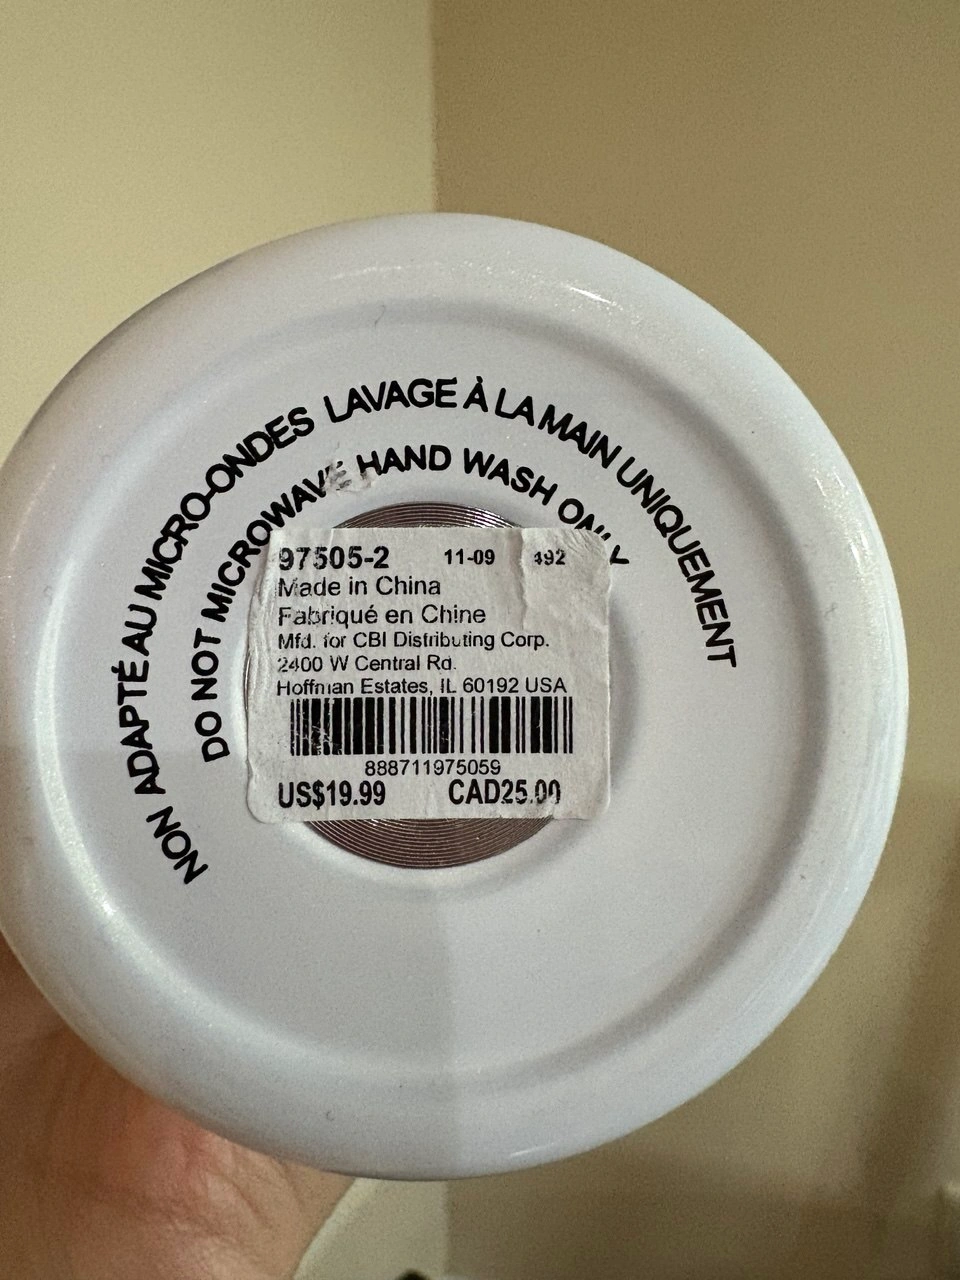 NON ADAPTÉ AU MICRO-ONDES LAVAGE À LA MAIN UNIQUEMENT
DO NOT MICROWAVE HAND WASH ONLY
97505-2 11-09 492
Made in China
Fabriqué en Chine
Mfd. for CBI Distributing Corp.
2400 W Central Rd.
Hoffman Estates, IL 60192 USA
888711975059
US$19.99 CAD25.00